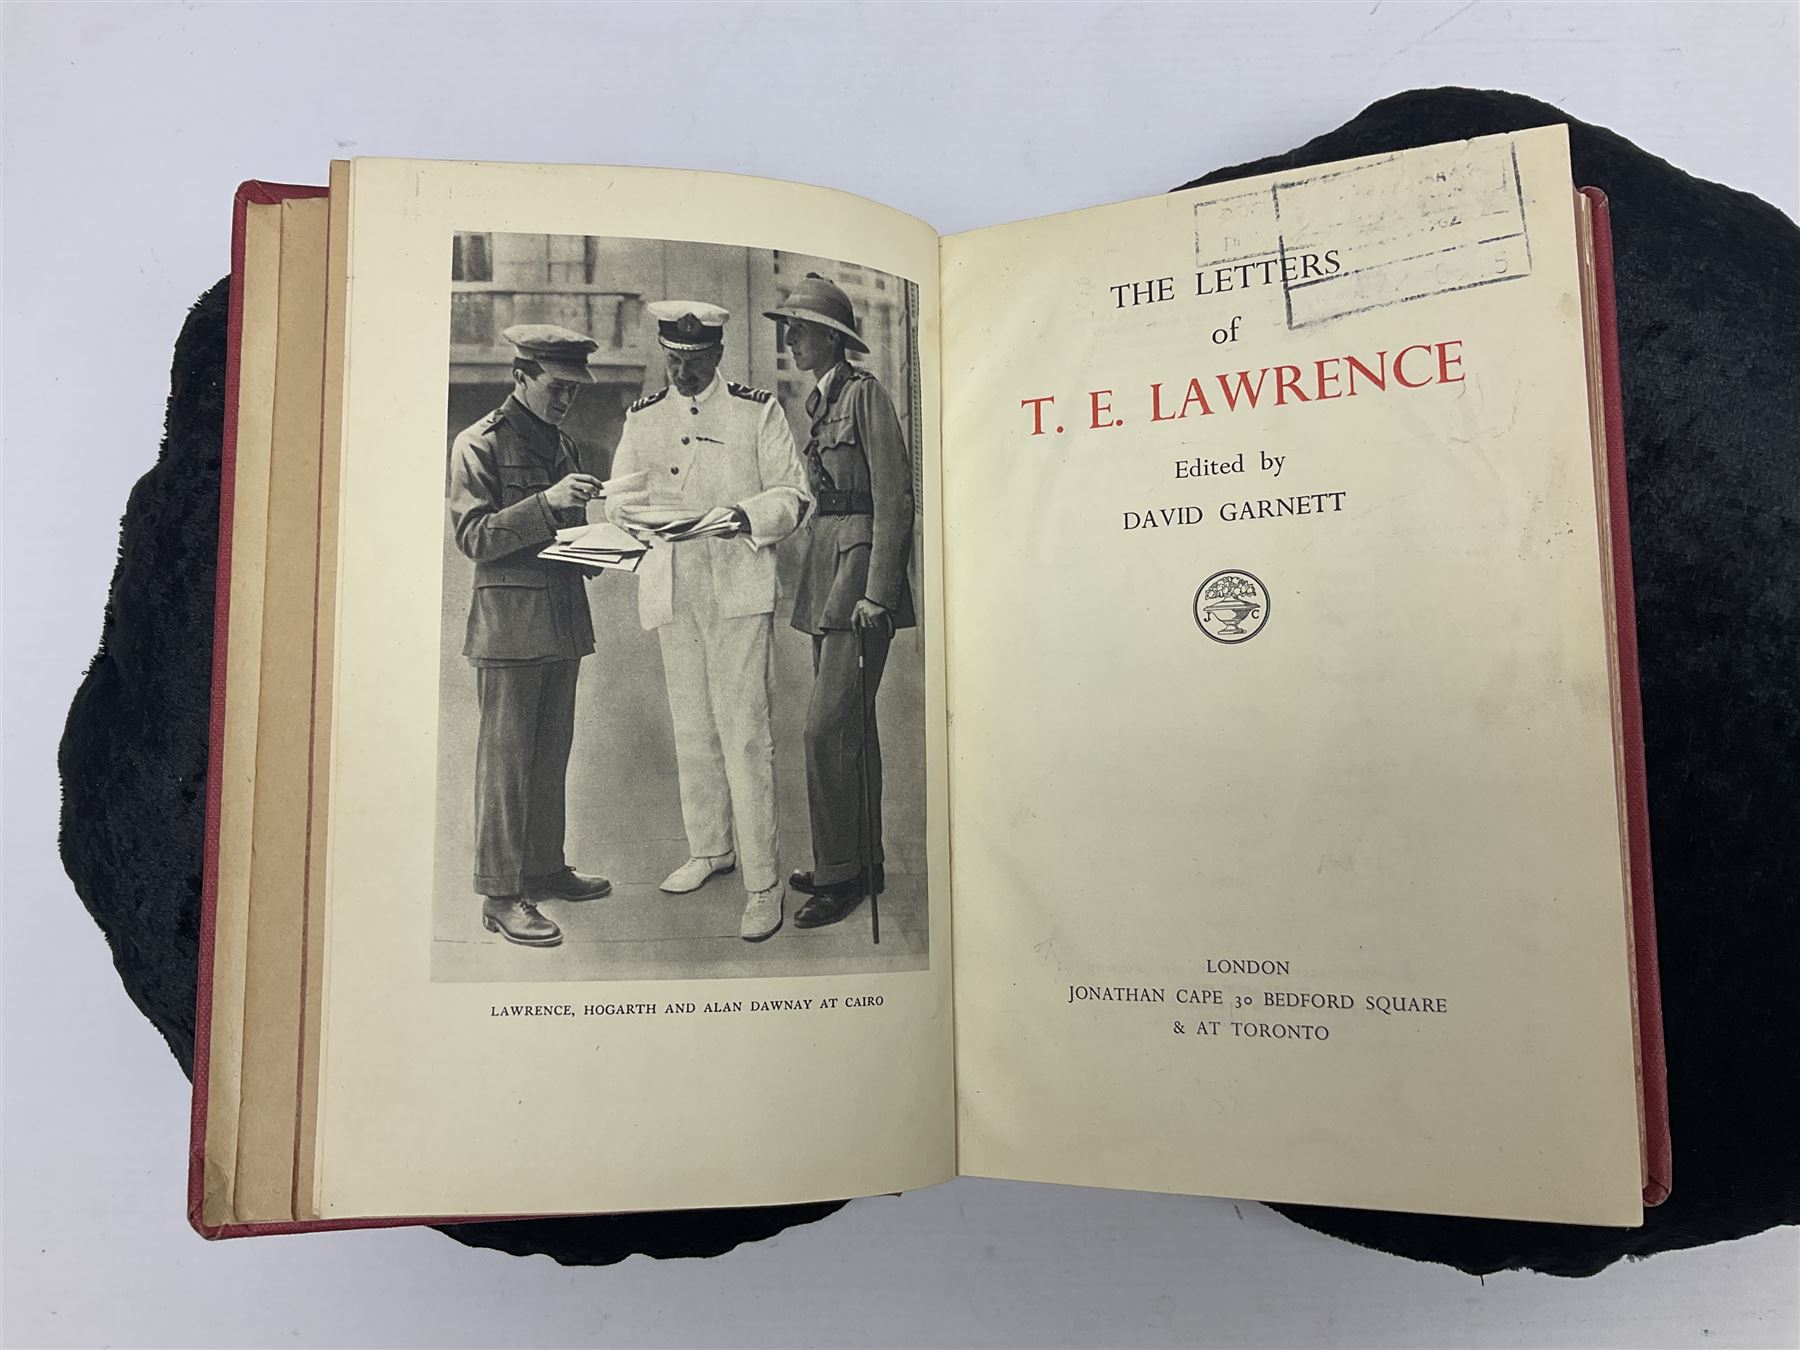 LAWRENCE, HOGARTH AND ALAN DAWNAY AT CAIRO
THE LETTERS
of
T. E. LAWRENCE
Edited by
DAVID GARNETT
J C
LONDON
JONATHAN CAPE 30 BEDFORD SQUARE
& AT TORONTO